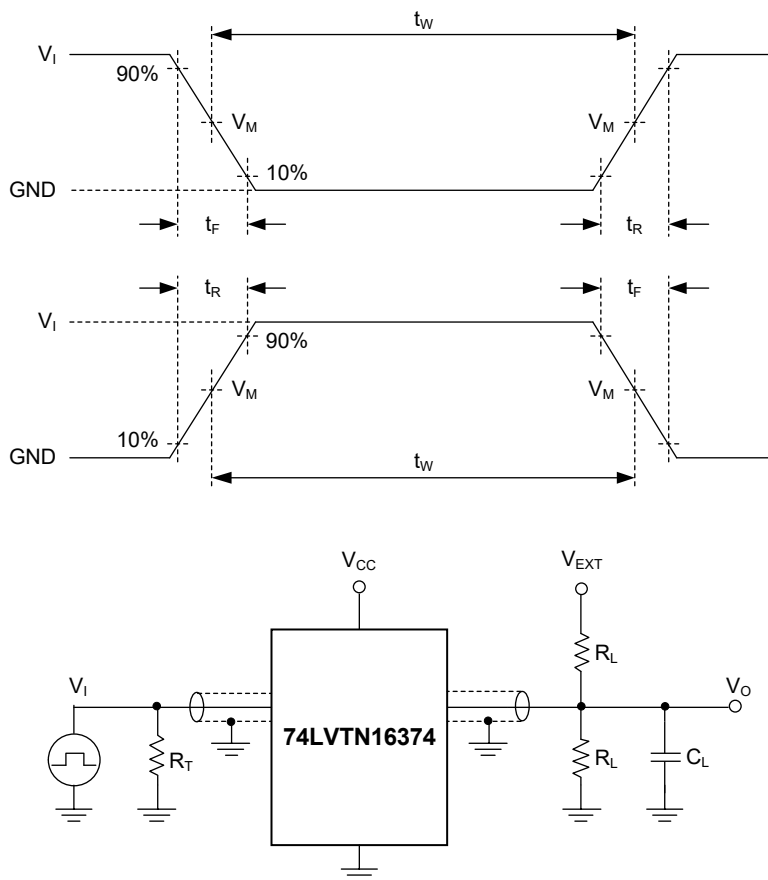 t_W
V_I
90%
V_M
V_M
10%
GND
t_F
t_R
t_R
t_F
V_I
90%
V_M
V_M
10%
GND
t_W
V_CC
V_EXT
R_L
V_I
V_O
74LVTN16374
R_T
R_L
C_L